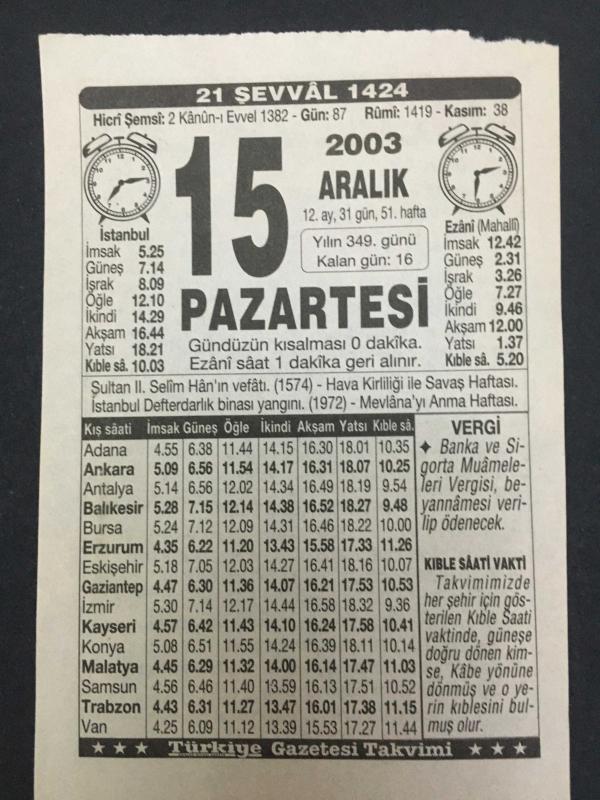 21 ŞEVVÂL 1424
Hicrî Şemsî: 2 Kânûn-ı Evvel 1382 - Gün: 87 Rûmî: 1419 - Kasım: 38
15
2003
ARALIK
12. ay, 31 gün, 51. hafta
Yılın 349. günü
Kalan gün: 16
PAZARTESİ
Gündüzün kısalması 0 dakîka.
Ezânî sâat 1 dakîka geri alınır.
İstanbul
İmsak 5.25
Güneş 7.14
İşrak 8.09
Öğle 12.10
İkindi 14.29
Akşam 16.44
Yatsı 18.21
Kıble sâ. 10.03
Ezânî (Mahallî)
İmsak 12.42
Güneş 2.31
İşrak 3.26
Öğle 7.27
İkindi 9.46
Akşam 12.00
Yatsı 1.37
Kıble sâ. 5.20
Şultan II. Selîm Hân'ın vefâtı. (1574) - Hava Kirliliği ile Savaş Haftası.
İstanbul Defterdarlık binası yangını. (1972) - Mevlâna'yı Anma Haftası.
Kış sâati İmsak Güneş Öğle İkindi Akşam Yatsı Kıble sâ.
Adana 4.55 6.38 11.44 14.15 16.30 18.01 10.35
Ankara 5.09 6.56 11.54 14.17 16.31 18.07 10.25
Antalya 5.14 6.56 12.02 14.34 16.49 18.19 9.54
Balıkesir 5.28 7.15 12.14 14.38 16.52 18.27 9.48
Bursa 5.24 7.12 12.09 14.31 16.46 18.22 10.00
Erzurum 4.35 6.22 11.20 13.43 15.58 17.33 11.26
Eskişehir 5.18 7.05 12.03 14.27 16.41 18.16 10.07
Gaziantep 4.47 6.30 11.36 14.07 16.21 17.53 10.53
İzmir 5.30 7.14 12.17 14.44 16.58 18.32 9.36
Kayseri 4.57 6.42 11.43 14.10 16.24 17.58 10.41
Konya 5.08 6.51 11.55 14.24 16.39 18.11 10.14
Malatya 4.45 6.29 11.32 14.00 16.14 17.47 11.03
Samsun 4.56 6.46 11.40 13.59 16.13 17.51 10.52
Trabzon 4.43 6.31 11.27 13.47 16.01 17.38 11.15
Van 4.25 6.09 11.12 13.39 15.53 17.27 11.44
VERGİ
Banka ve Si-
gorta Muâmele-
leri Vergisi, be-
yannâmesi veri-
lip ödenecek.
KIBLE SÂATİ VAKTİ
Takvimimizde
her şehir için gös-
terilen Kıble Saati
vaktinde, güneşe
doğru dönen kim-
se, Kâbe yönüne
dönmüş ve o ye-
rin kıblesini bul-
muş olur.
Türkiye Gazetesi Takvimi